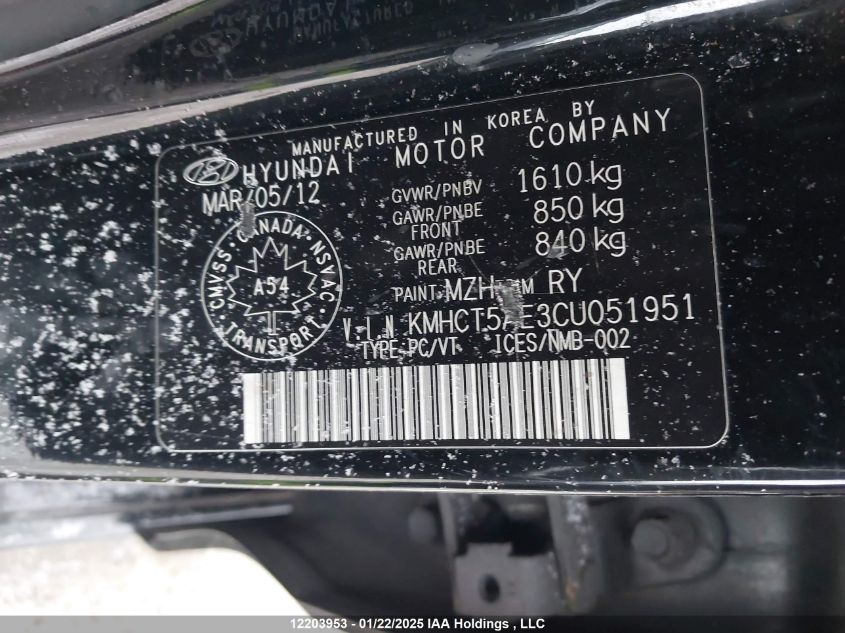 MANUFACTURED IN KOREA BY
HYUNDAI MOTOR COMPANY
MAR/05/12
GVWR/PNBV 1610 kg
GAWR/PNBE FRONT 850 kg
GAWR/PNBE REAR 840 kg
CMVSS · CANADA · NSVAC
A54
TRANSPORT
PAINT: MZH RY
V.I.N
TYPE PC/VT ICES/NMB-002
12203953 — 01/22/2025 IAA Holdings , LLC